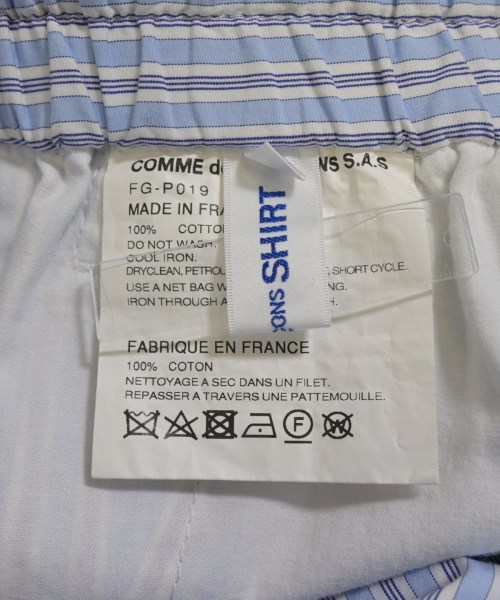 COMME de NS S.A.S
FG-P019
MADE IN FRA
100% COTTO
DO NOT WASH.
COOL IRON.
DRYCLEAN, PETROL SHORT CYCLE.
USE A NET BAG W
IRON THROUGH A H.
ONS SHIRT
FABRIQUE EN FRANCE
100% COTON
NETTOYAGE A SEC DANS UN FILET.
REPASSER A TRAVERS UNE PATTEMOUILLE.
F W